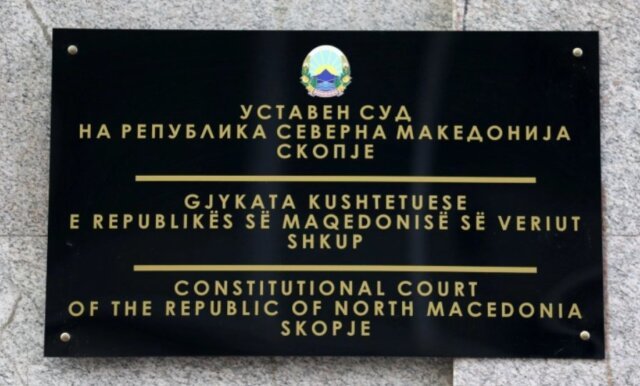 УСТАВЕН СУД
НА РЕПУБЛИКА СЕВЕРНА МАКЕДОНИЈА
СКОПЈЕ
GJYKATA KUSHTETUESE
E REPUBLIKËS SË MAQEDONISË SË VERIUT
SHKUP
CONSTITUTIONAL COURT
OF THE REPUBLIC OF NORTH MACEDONIA
SKOPJE